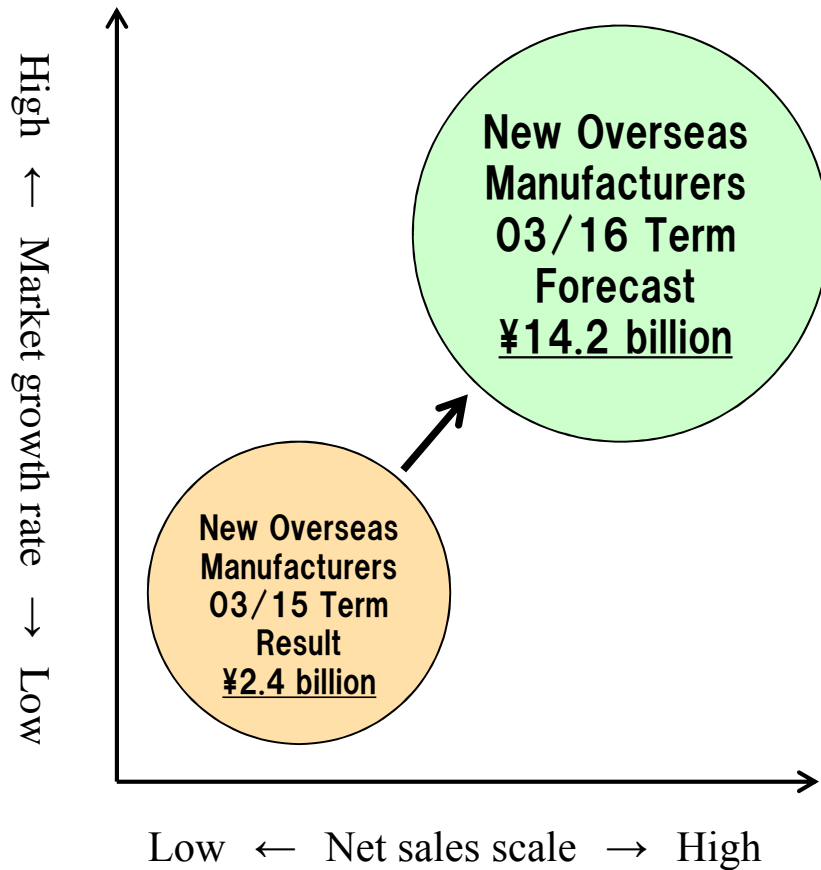 High ← Market growth rate → Low
New Overseas
Manufacturers
03/16 Term
Forecast
¥14.2 billion
New Overseas
Manufacturers
03/15 Term
Result
¥2.4 billion
Low ← Net sales scale → High